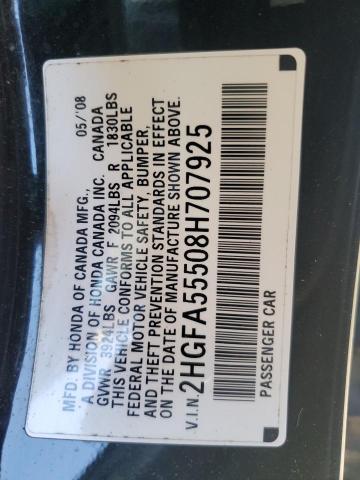 MFD. BY HONDA OF CANADA MFG., 05/'08
A DIVISION OF HONDA CANADA INC. CANADA
GVWR 3924LBS GAWR F 2094LBS R 1830LBS
THIS VEHICLE CONFORMS TO ALL APPLICABLE
FEDERAL MOTOR VEHICLE SAFETY, BUMPER,
AND THEFT PREVENTION STANDARDS IN EFFECT
ON THE DATE OF MANUFACTURE SHOWN ABOVE.
V.I.N. 2HGFA55508H707925
PASSENGER CAR